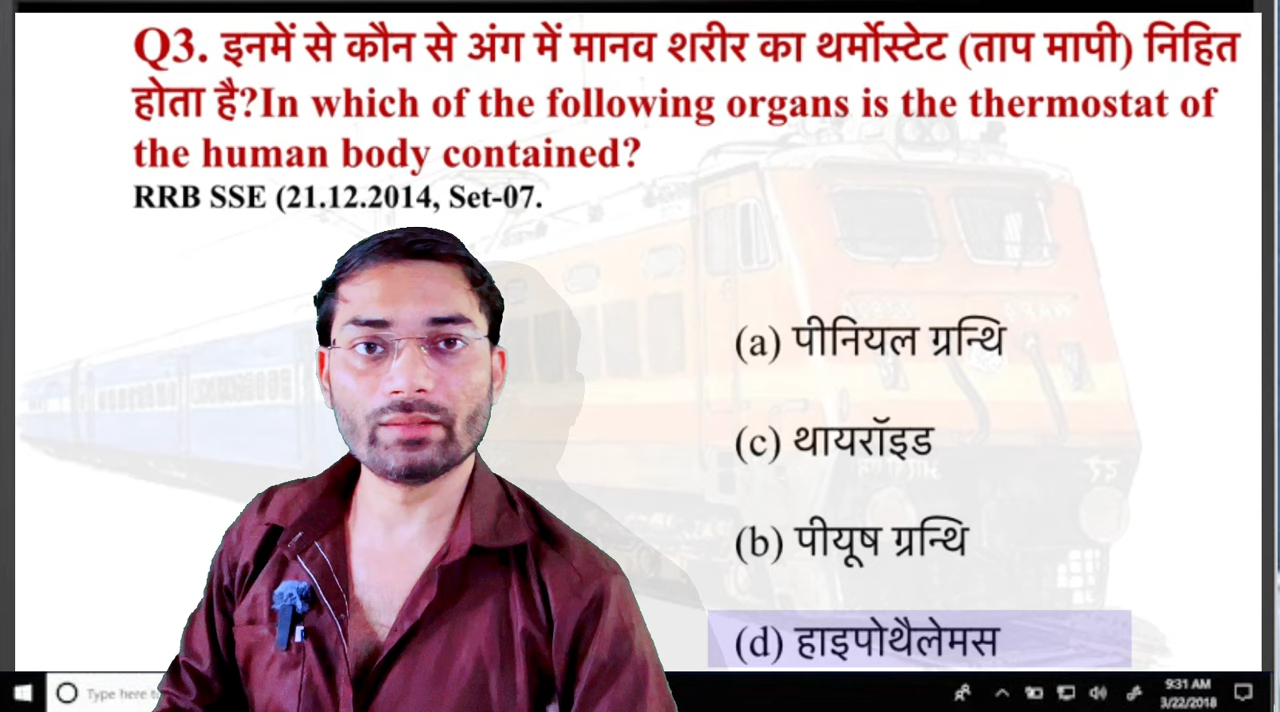 Q3. इनमें से कौन से अंग में मानव शरीर का थर्मोस्टेट (ताप मापी) निहित
होता है?In which of the following organs is the thermostat of
the human body contained?
RRB SSE (21.12.2014, Set-07.
(a) पीनियल ग्रन्थि
(c) थायरॉइड
(b) पीयूष ग्रन्थि
(d) हाइपोथैलेमस
Type here t
9:31 AM
3/22/2018